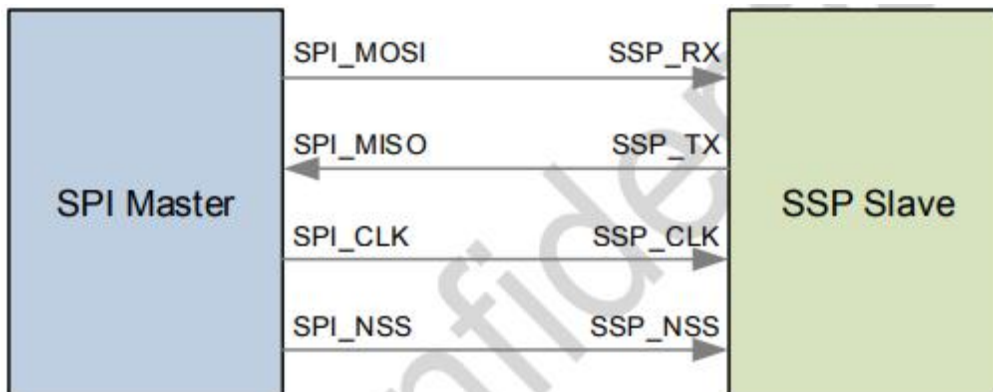 SPI_MOSI SSP_RX
SPI_MISO SSP_TX
SPI Master SSP Slave
SPI_CLK SSP_CLK
SPI_NSS SSP_NSS